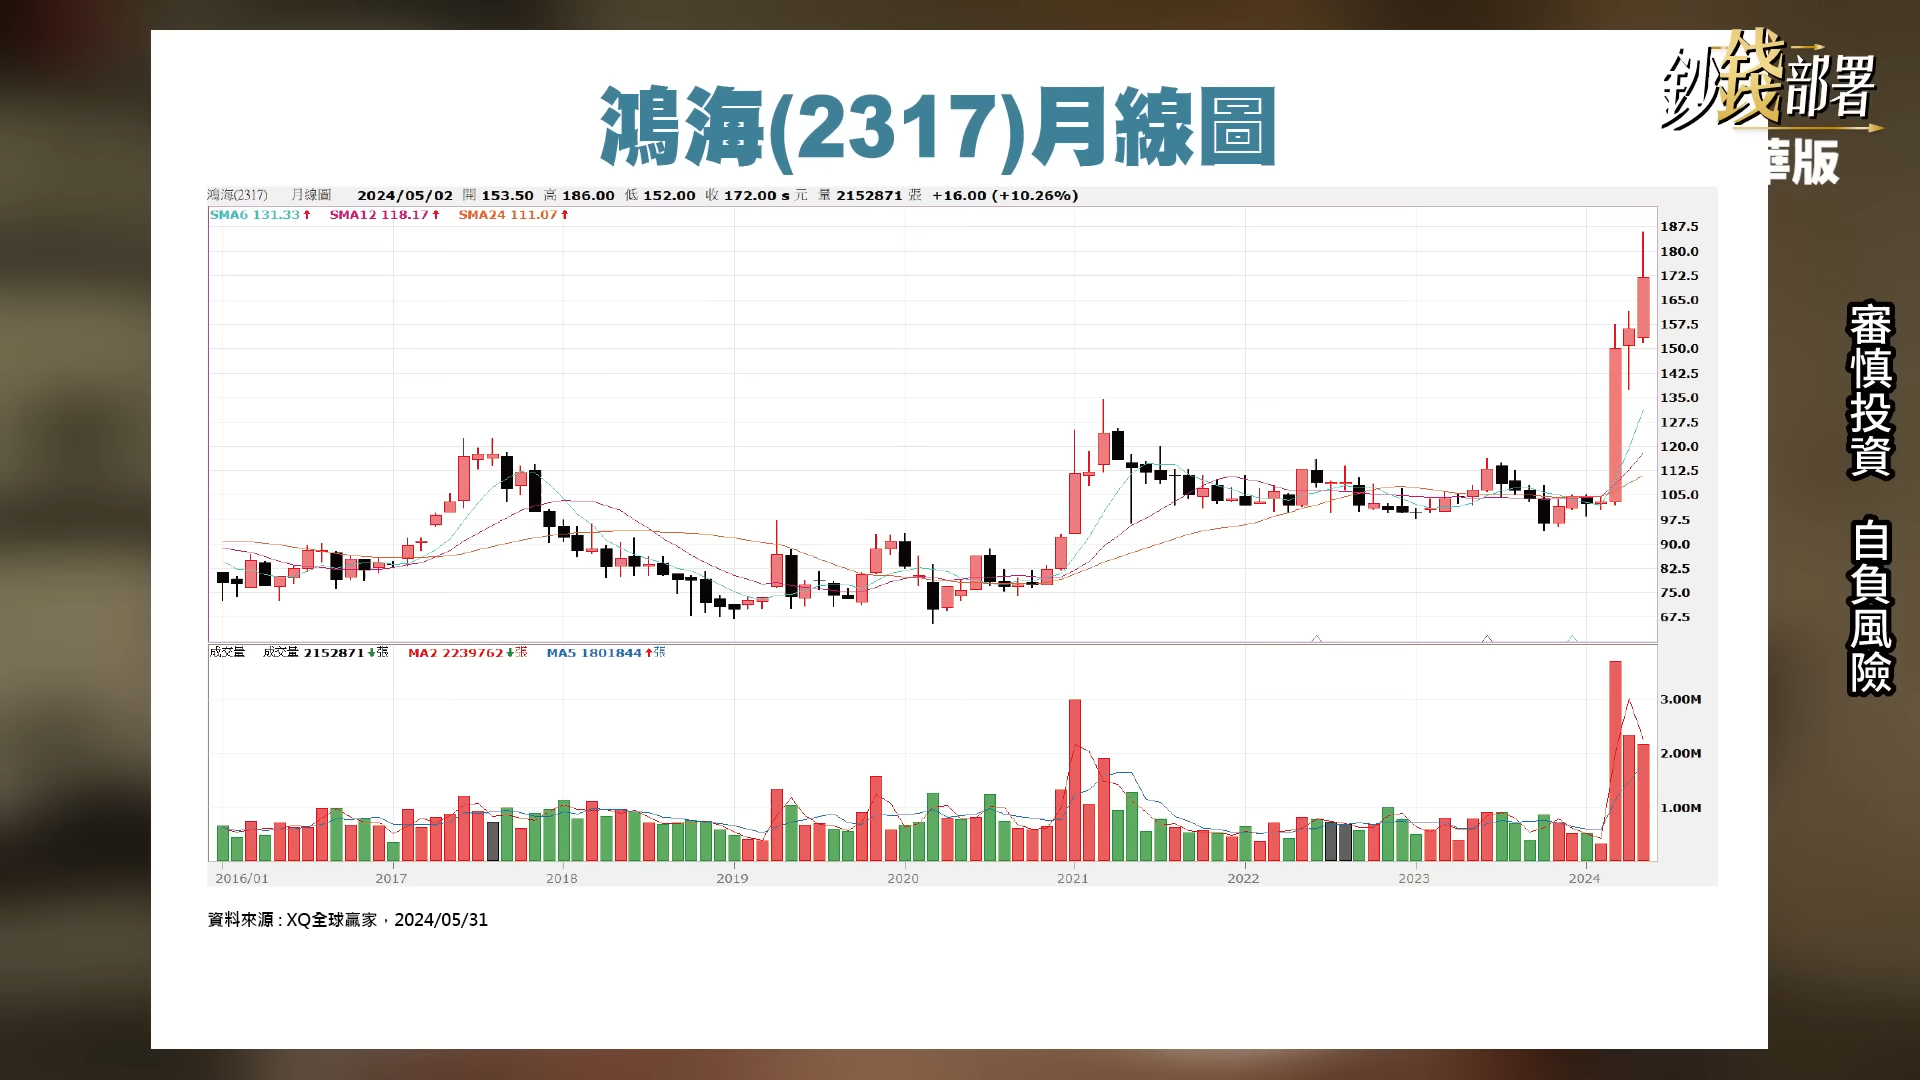 鴻海(2317)月線圖
鈔錢部署
華版
鴻海(2317) 月線圖 2024/05/02 開 153.50 高 186.00 低 152.00 收 172.00 s 元 量 2152871 張 +16.00 (+10.26%)
SMA6 131.33↑ SMA12 118.17↑ SMA24 111.07↑
187.5
180.0
172.5
165.0
157.5
150.0
142.5
135.0
127.5
120.0
112.5
105.0
97.5
90.0
82.5
75.0
67.5
成交量 成交量 2152871↓張 MA2 2239762↓張 MA5 1801844↑張
3.00M
2.00M
1.00M
2016/01 2017 2018 2019 2020 2021 2022 2023 2024
資料來源 : XQ全球贏家，2024/05/31
審慎投資 自負風險